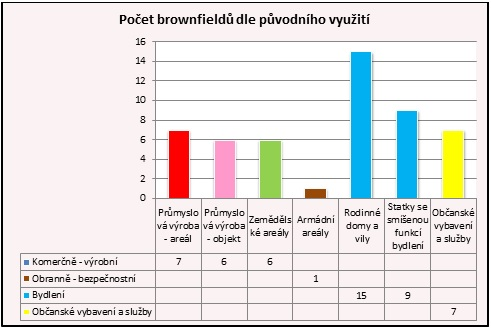 Počet brownfieldů dle původního využití
16
14
12
10
8
6
4
2
0
Průmyslo
vá výroba
- areál
Průmyslo
vá výroba
- objekt
Zeměděls
ké areály
Armádní
areály
Rodinné
domy a
vily
Statky se
smíšenou
funkcí
bydlení
Občanské
vybavení
a služby
Komerčně - výrobní 7 6 6
Obranně - bezpečnostní 1
Bydlení 15 9
Občanské vybavení a služby 7